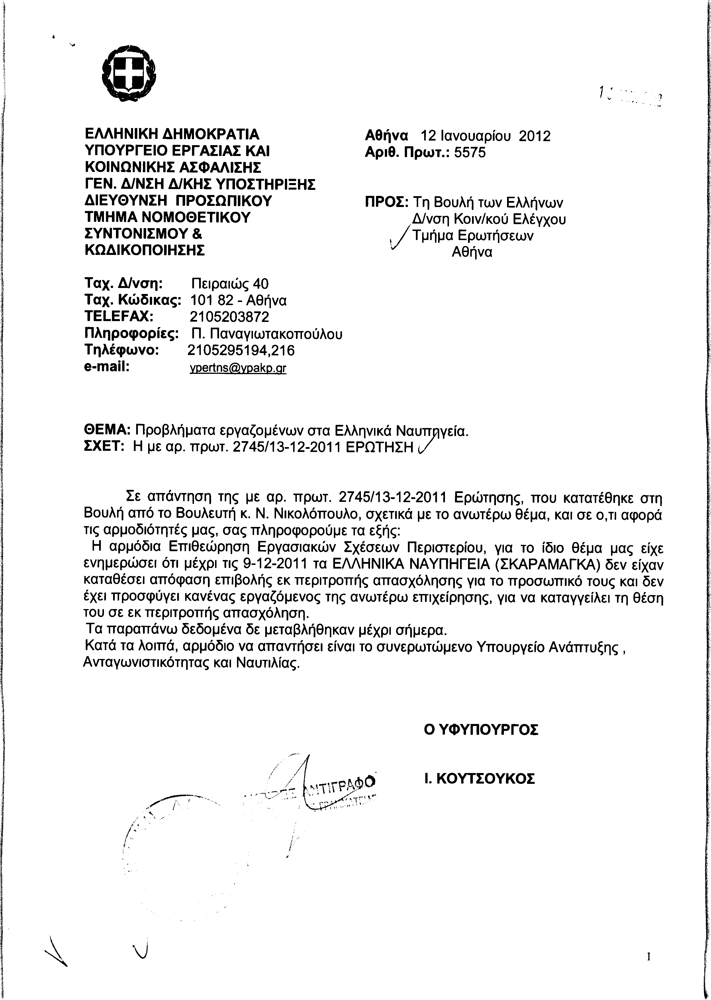 ΕΛΛΗΝΙΚΗ ΔΗΜΟΚΡΑΤΙΑ
ΥΠΟΥΡΓΕΙΟ ΕΡΓΑΣΙΑΣ ΚΑΙ
ΚΟΙΝΩΝΙΚΗΣ ΑΣΦΑΛΙΣΗΣ
ΓΕΝ. Δ/ΝΣΗ Δ/ΚΗΣ ΥΠΟΣΤΗΡΙΞΗΣ
ΔΙΕΥΘΥΝΣΗ ΠΡΟΣΩΠΙΚΟΥ
ΤΜΗΜΑ ΝΟΜΟΘΕΤΙΚΟΥ
ΣΥΝΤΟΝΙΣΜΟΥ &
ΚΩΔΙΚΟΠΟΙΗΣΗΣ
Αθήνα 12 Ιανουαρίου 2012
Αριθ. Πρωτ.: 5575
ΠΡΟΣ: Τη Βουλή των Ελλήνων
Δ/νση Κοιν/κού Ελέγχου
Τμήμα Ερωτήσεων
Αθήνα
Ταχ. Δ/νση: Πειραιώς 40
Ταχ. Κώδικας: 101 82 - Αθήνα
TELEFAX: 2105203872
Πληροφορίες: Π. Παναγιωτακοπούλου
Τηλέφωνο: 2105295194,216
e-mail: ypertns@ypakp.gr
ΘΕΜΑ: Προβλήματα εργαζομένων στα Ελληνικά Ναυπηγεία.
ΣΧΕΤ: Η με αρ. πρωτ. 2745/13-12-2011 ΕΡΩΤΗΣΗ
Σε απάντηση της με αρ. πρωτ. 2745/13-12-2011 Ερώτησης, που κατατέθηκε στη
Βουλή από το Βουλευτή κ. Ν. Νικολόπουλο, σχετικά με το ανωτέρω θέμα, και σε ο,τι αφορά
τις αρμοδιότητές μας, σας πληροφορούμε τα εξής:
Η αρμόδια Επιθεώρηση Εργασιακών Σχέσεων Περιστερίου, για το ίδιο θέμα μας είχε
ενημερώσει ότι μέχρι τις 9-12-2011 τα ΕΛΛΗΝΙΚΑ ΝΑΥΠΗΓΕΙΑ (ΣΚΑΡΑΜΑΓΚΑ) δεν είχαν
καταθέσει απόφαση επιβολής εκ περιτροπής απασχόλησης για το προσωπικό τους και δεν
έχει προσφύγει κανένας εργαζόμενος της ανωτέρω επιχείρησης, για να καταγγείλει τη θέση
του σε εκ περιτροπής απασχόληση.
Τα παραπάνω δεδομένα δε μεταβλήθηκαν μέχρι σήμερα.
Κατά τα λοιπά, αρμόδιο να απαντήσει είναι το συνερωτώμενο Υπουργείο Ανάπτυξης ,
Ανταγωνιστικότητας και Ναυτιλίας.
Ο ΥΦΥΠΟΥΡΓΟΣ
Ι. ΚΟΥΤΣΟΥΚΟΣ
ΑΝΤΙΓΡΑΦΟ
1